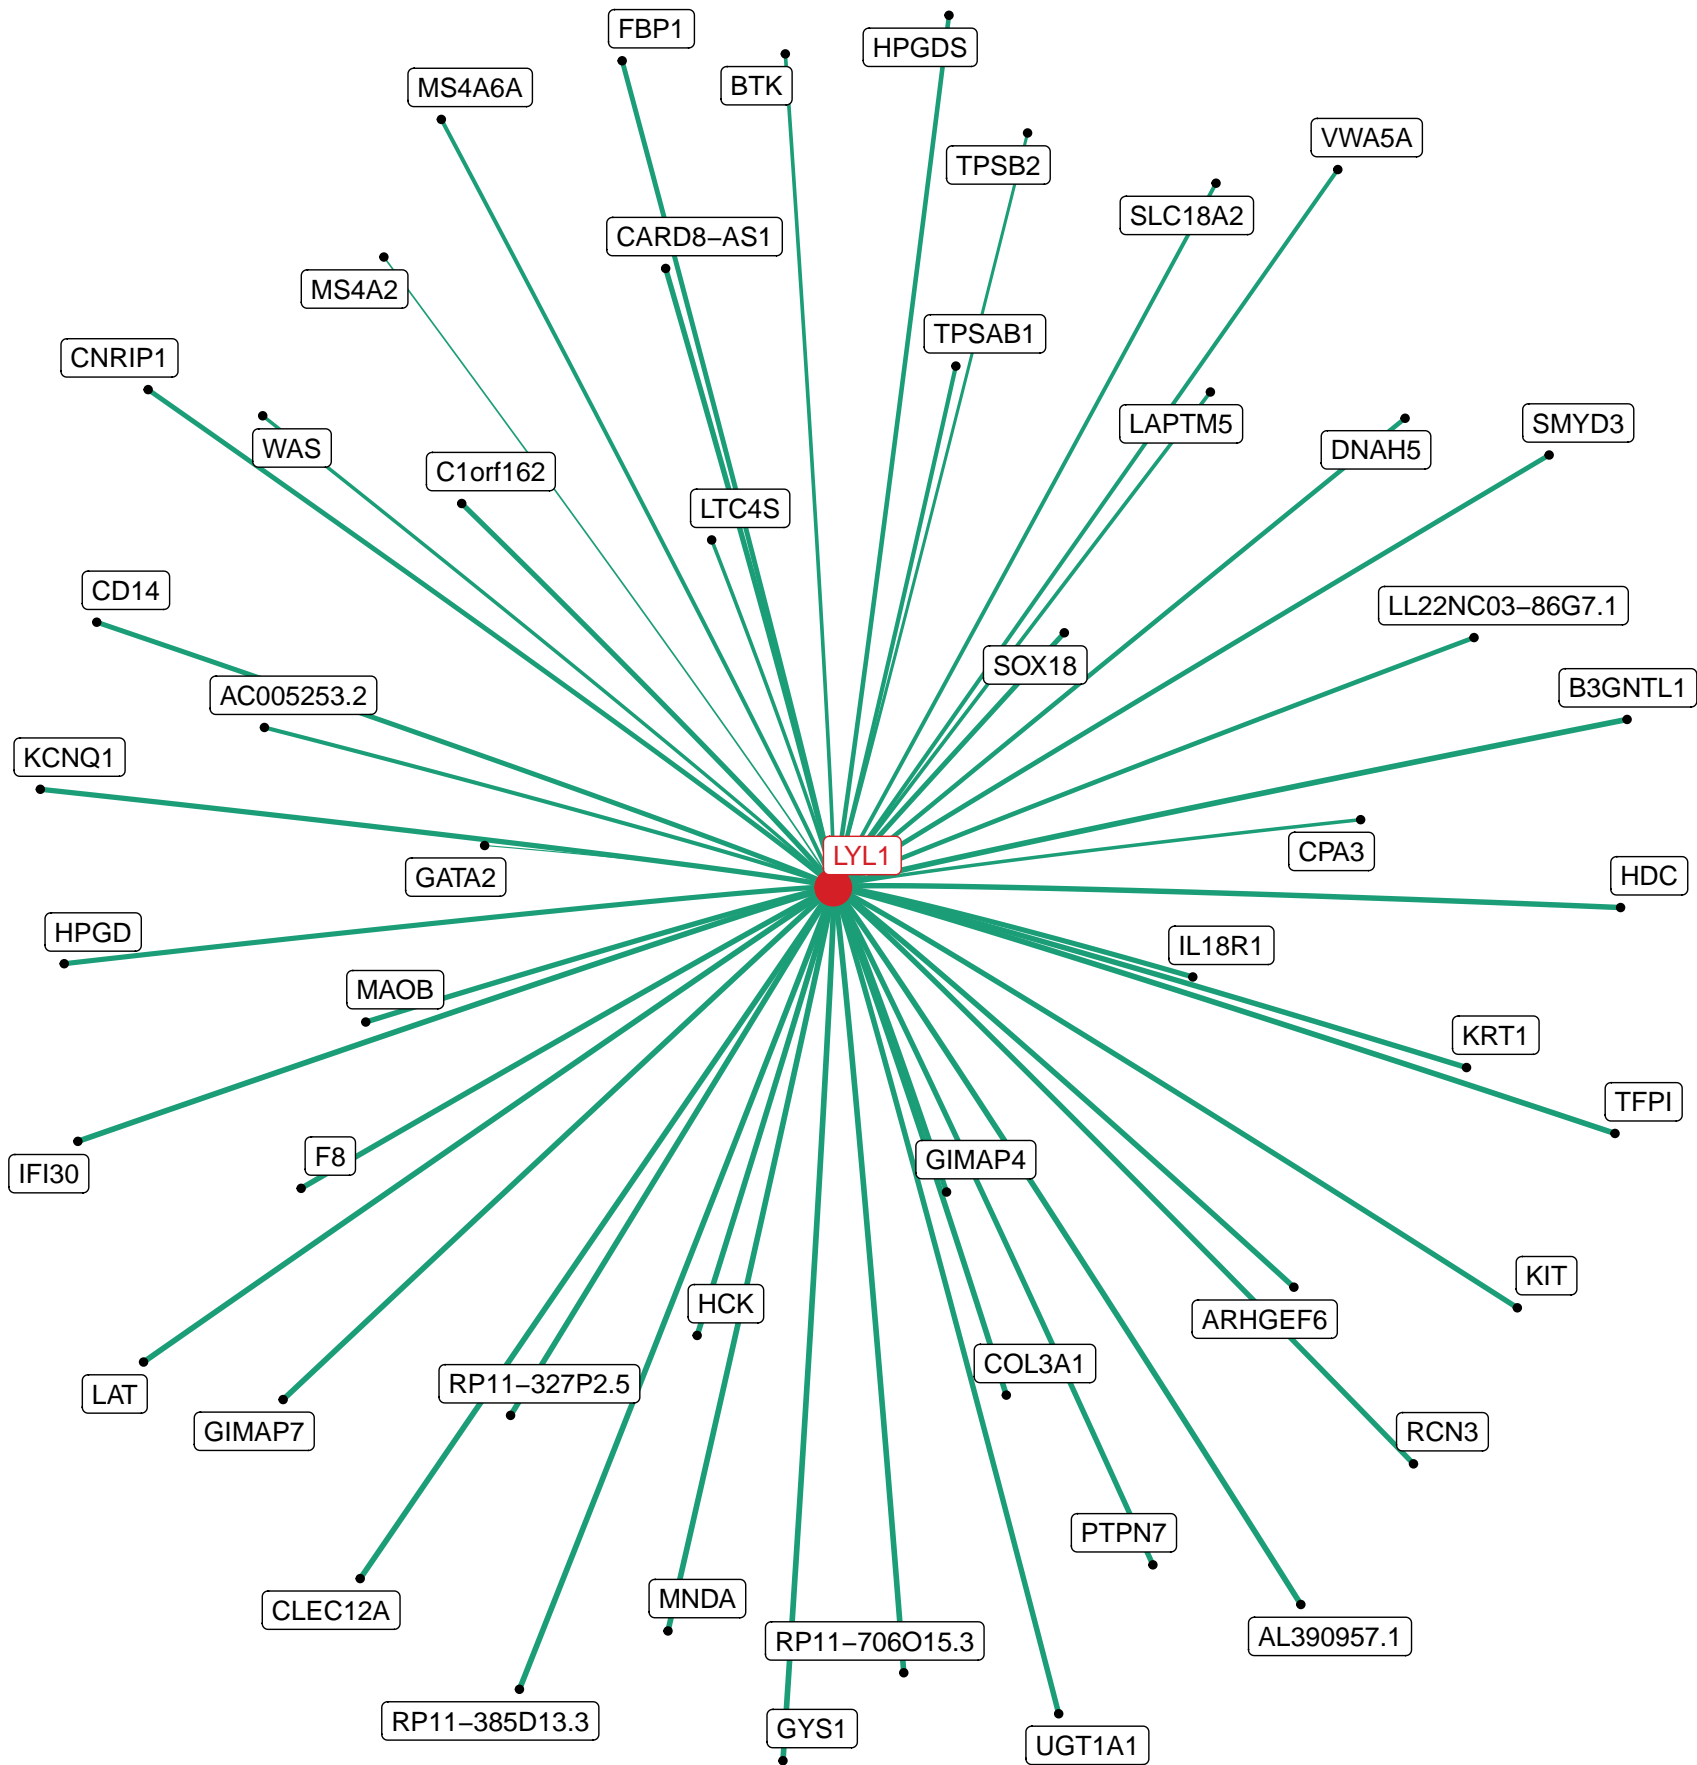 FBP1
HPGDS
MS4A6A
BTK
VWA5A
TPSB2
SLC18A2
CARD8−AS1
MS4A2
TPSAB1
CNRIP1
LAPTM5
SMYD3
WAS
DNAH5
C1orf162
LTC4S
CD14
LL22NC03−86G7.1
SOX18
AC005253.2
B3GNTL1
KCNQ1
LYL1
CPA3
GATA2
HDC
HPGD
IL18R1
MAOB
KRT1
TFPI
F8
GIMAP4
IFI30
KIT
HCK
ARHGEF6
COL3A1
RP11−327P2.5
LAT
GIMAP7
RCN3
PTPN7
MNDA
CLEC12A
RP11−706O15.3
AL390957.1
RP11−385D13.3
GYS1
UGT1A1